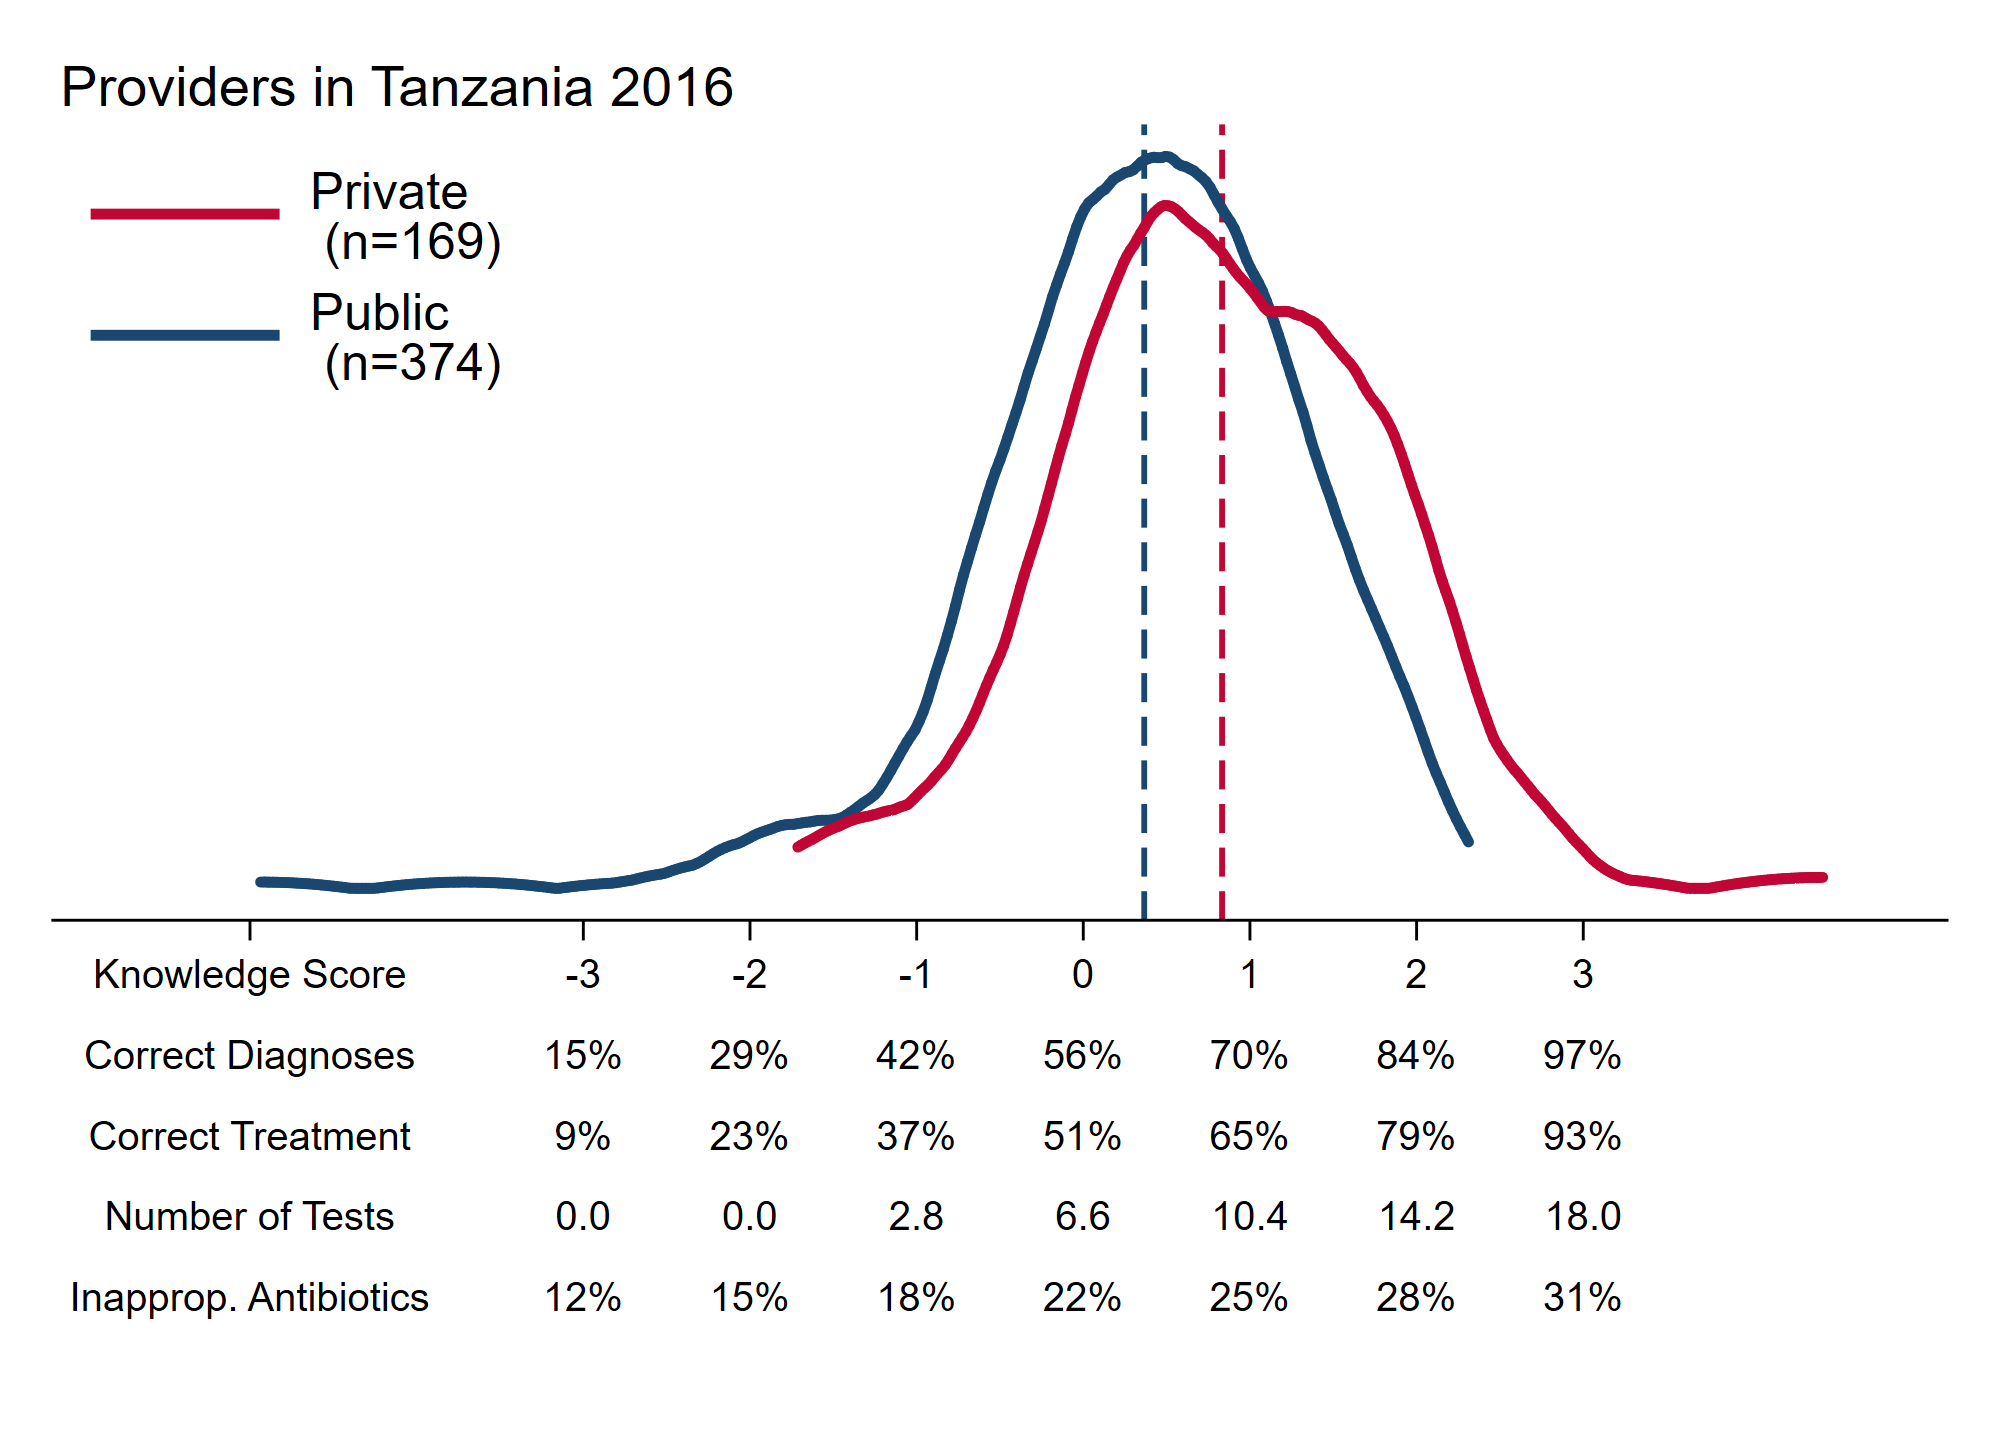 Providers in Tanzania 2016
Private
(n=169)
Public
(n=374)
Knowledge Score -3 -2 -1 0 1 2 3
Correct Diagnoses 15% 29% 42% 56% 70% 84% 97%
Correct Treatment 9% 23% 37% 51% 65% 79% 93%
Number of Tests 0.0 0.0 2.8 6.6 10.4 14.2 18.0
Inapprop. Antibiotics 12% 15% 18% 22% 25% 28% 31%